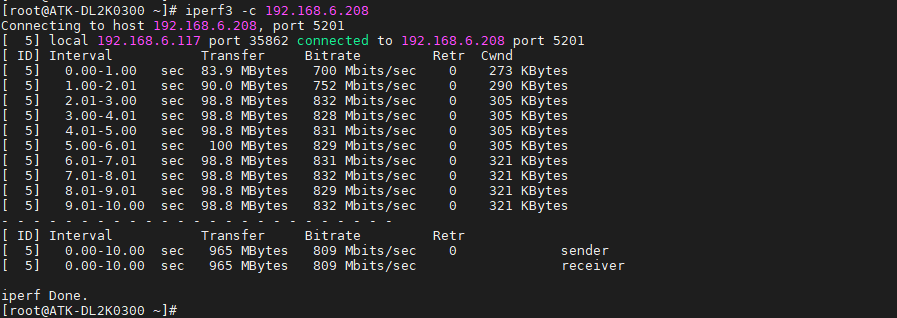 [root@ATK-DL2K0300 ~]# iperf3 -c 192.168.6.208
Connecting to host 192.168.6.208, port 5201
[  5] local 192.168.6.117 port 35862 connected to 192.168.6.208 port 5201
[ ID] Interval           Transfer     Bitrate         Retr  Cwnd
[  5]   0.00-1.00   sec  83.9 MBytes   700 Mbits/sec    0    273 KBytes
[  5]   1.00-2.01   sec  90.0 MBytes   752 Mbits/sec    0    290 KBytes
[  5]   2.01-3.00   sec  98.8 MBytes   832 Mbits/sec    0    305 KBytes
[  5]   3.00-4.01   sec  98.8 MBytes   828 Mbits/sec    0    305 KBytes
[  5]   4.01-5.00   sec  98.8 MBytes   831 Mbits/sec    0    305 KBytes
[  5]   5.00-6.01   sec   100 MBytes   829 Mbits/sec    0    305 KBytes
[  5]   6.01-7.01   sec  98.8 MBytes   831 Mbits/sec    0    321 KBytes
[  5]   7.01-8.01   sec  98.8 MBytes   832 Mbits/sec    0    321 KBytes
[  5]   8.01-9.01   sec  98.8 MBytes   829 Mbits/sec    0    321 KBytes
[  5]   9.01-10.00  sec  98.8 MBytes   832 Mbits/sec    0    321 KBytes
- - - - - - - - - - - - - - - - - - - - - - - - -
[ ID] Interval           Transfer     Bitrate         Retr
[  5]   0.00-10.00  sec   965 MBytes   809 Mbits/sec    0             sender
[  5]   0.00-10.00  sec   965 MBytes   809 Mbits/sec                  receiver
iperf Done.
[root@ATK-DL2K0300 ~]#